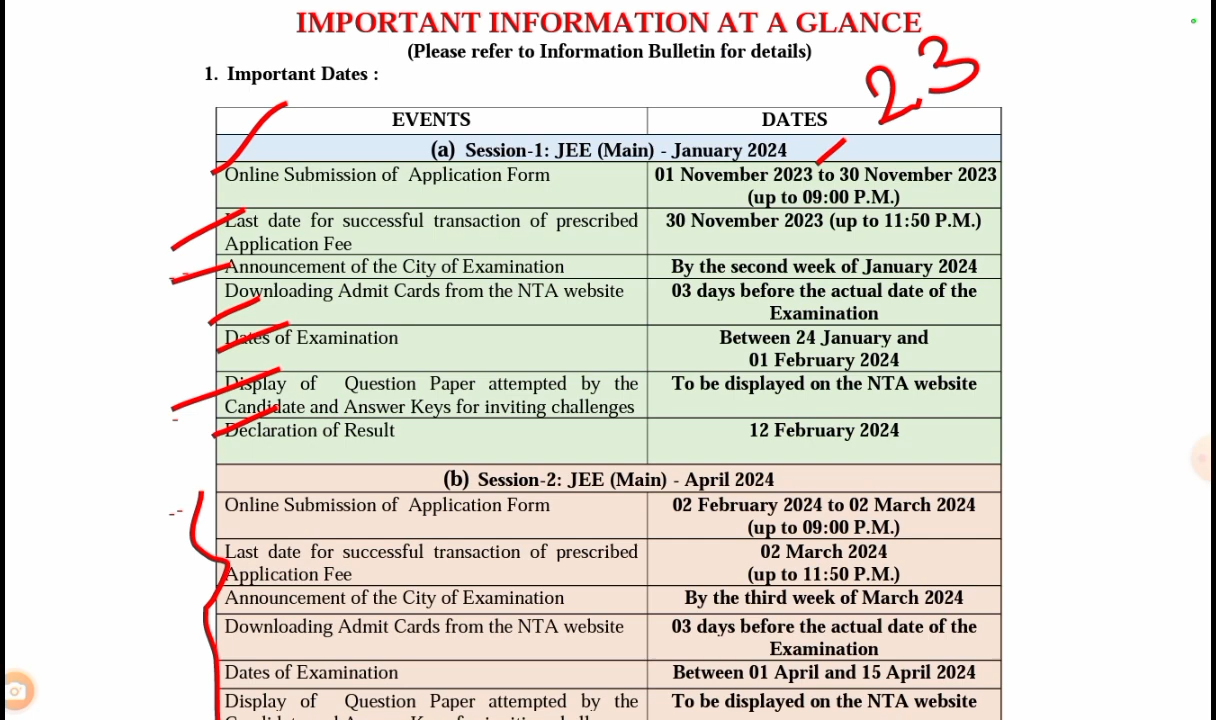 IMPORTANT INFORMATION AT A GLANCE
(Please refer to Information Bulletin for details)
1. Important Dates :
2,3
EVENTS DATES
(a) Session-1: JEE (Main) - January 2024
Online Submission of Application Form 01 November 2023 to 30 November 2023
(up to 09:00 P.M.)
Last date for successful transaction of prescribed 30 November 2023 (up to 11:50 P.M.)
Application Fee
Announcement of the City of Examination By the second week of January 2024
Downloading Admit Cards from the NTA website 03 days before the actual date of the
Examination
Dates of Examination Between 24 January and
01 February 2024
Display of Question Paper attempted by the To be displayed on the NTA website
Candidate and Answer Keys for inviting challenges
Declaration of Result 12 February 2024
(b) Session-2: JEE (Main) - April 2024
Online Submission of Application Form 02 February 2024 to 02 March 2024
(up to 09:00 P.M.)
Last date for successful transaction of prescribed 02 March 2024
Application Fee (up to 11:50 P.M.)
Announcement of the City of Examination By the third week of March 2024
Downloading Admit Cards from the NTA website 03 days before the actual date of the
Examination
Dates of Examination Between 01 April and 15 April 2024
Display of Question Paper attempted by the To be displayed on the NTA website